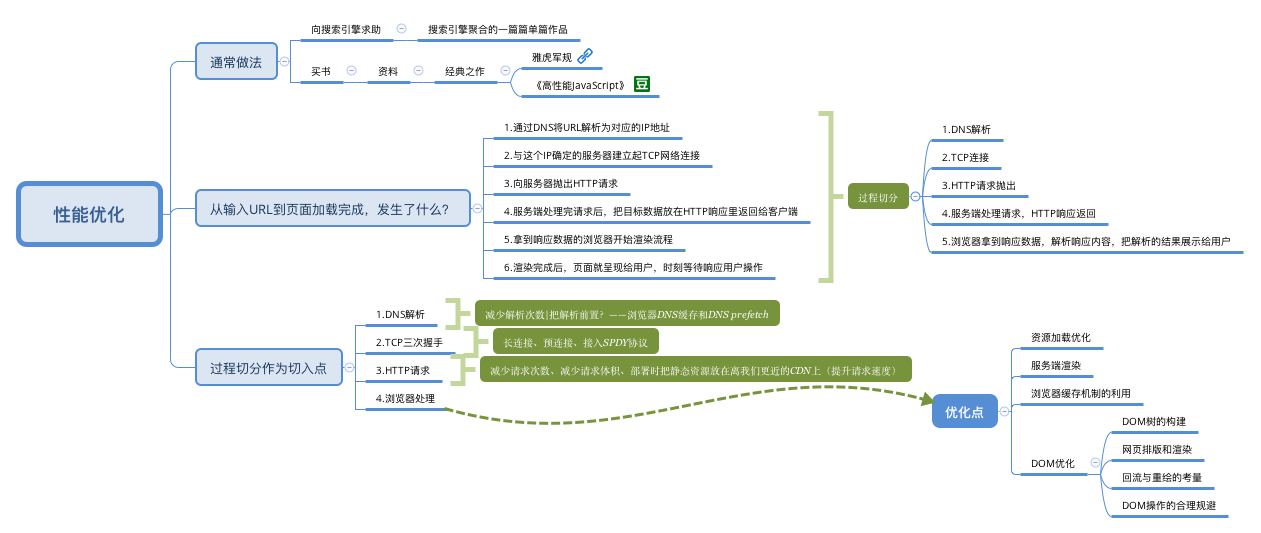 性能优化
通常做法
向搜索引擎求助
搜索引擎聚合的一篇篇单篇作品
买书
资料
经典之作
雅虎军规
《高性能JavaScript》
豆
从输入URL到页面加载完成，发生了什么？
1.通过DNS将URL解析为对应的IP地址
2.与这个IP确定的服务器建立起TCP网络连接
3.向服务器抛出HTTP请求
4.服务端处理完请求后，把目标数据放在HTTP响应里返回给客户端
5.拿到响应数据的浏览器开始渲染流程
6.渲染完成后，页面就呈现给用户，时刻等待响应用户操作
过程切分
1.DNS解析
2.TCP连接
3.HTTP请求抛出
4.服务端处理请求，HTTP响应返回
5.浏览器拿到响应数据，解析响应内容，把解析的结果展示给用户
过程切分作为切入点
1.DNS解析
减少解析次数|把解析前置？——浏览器DNS缓存和DNS prefetch
2.TCP三次握手
长连接、预连接、接入SPDY协议
3.HTTP请求
减少请求次数、减少请求体积、部署时把静态资源放在离我们更近的CDN上（提升请求速度）
4.浏览器处理
优化点
资源加载优化
服务端渲染
浏览器缓存机制的利用
DOM优化
DOM树的构建
网页排版和渲染
回流与重绘的考量
DOM操作的合理规避